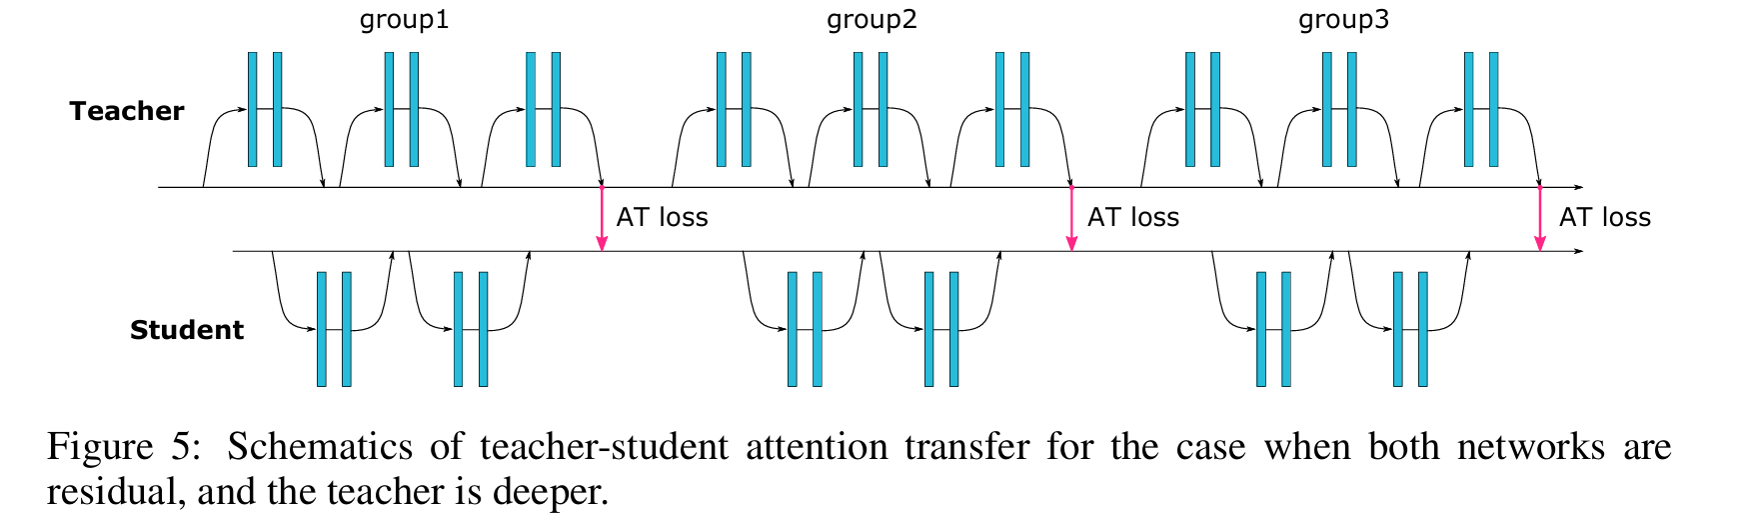 group1 group2 group3
Teacher
AT loss AT loss AT loss
Student
Figure 5: Schematics of teacher-student attention transfer for the case when both networks are
residual, and the teacher is deeper.